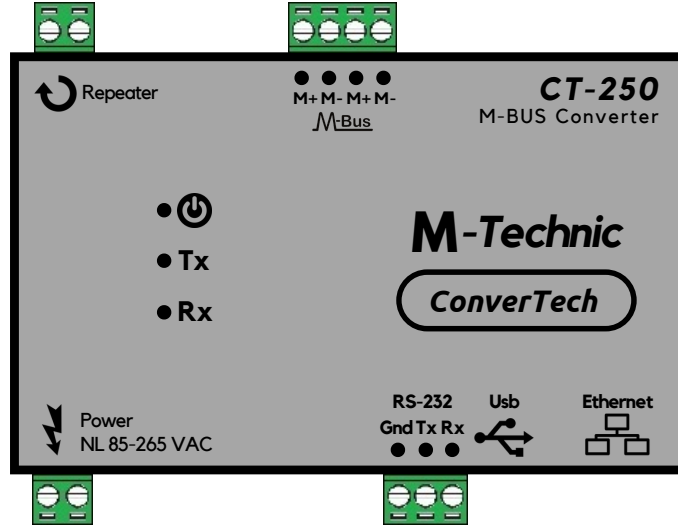 Repeater
M+ M- M+ M-
M-Bus
CT-250
M-BUS Converter
Tx
Rx
M-Technic
ConverTech
Power
NL 85-265 VAC
RS-232
Gnd Tx Rx
Usb
Ethernet